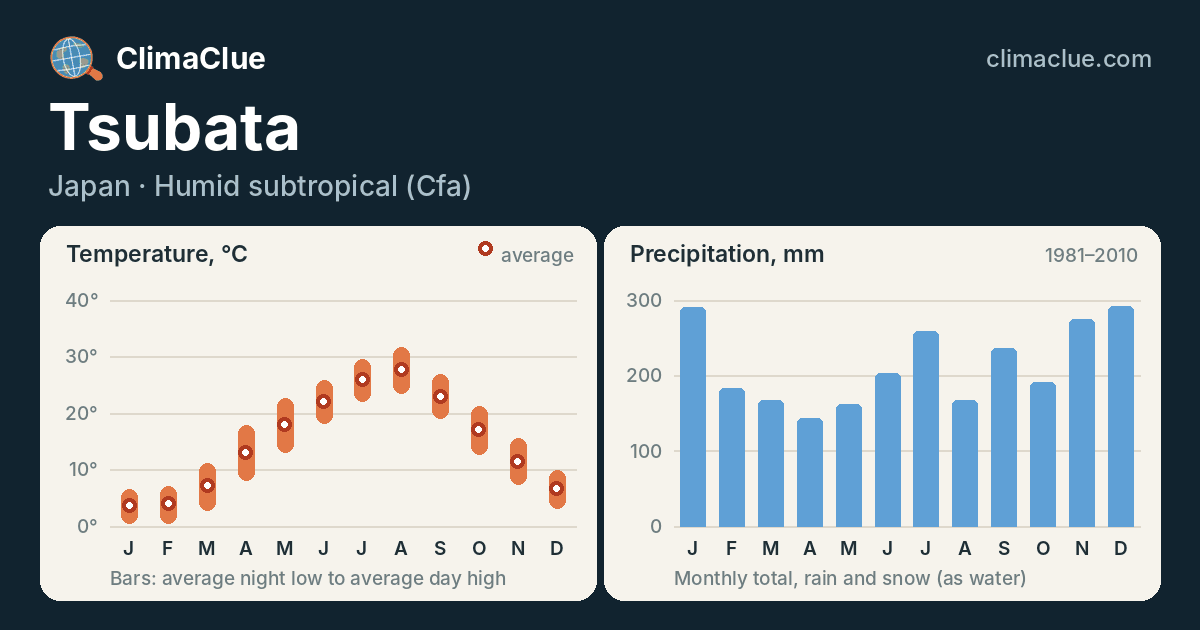 ClimaClue
climaclue.com
Tsubata
Japan · Humid subtropical (Cfa)
Temperature, °C
average
40°
30°
20°
10°
0°
J F M A M J J A S O N D
Bars: average night low to average day high
Precipitation, mm
1981–2010
300
200
100
0
J F M A M J J A S O N D
Monthly total, rain and snow (as water)